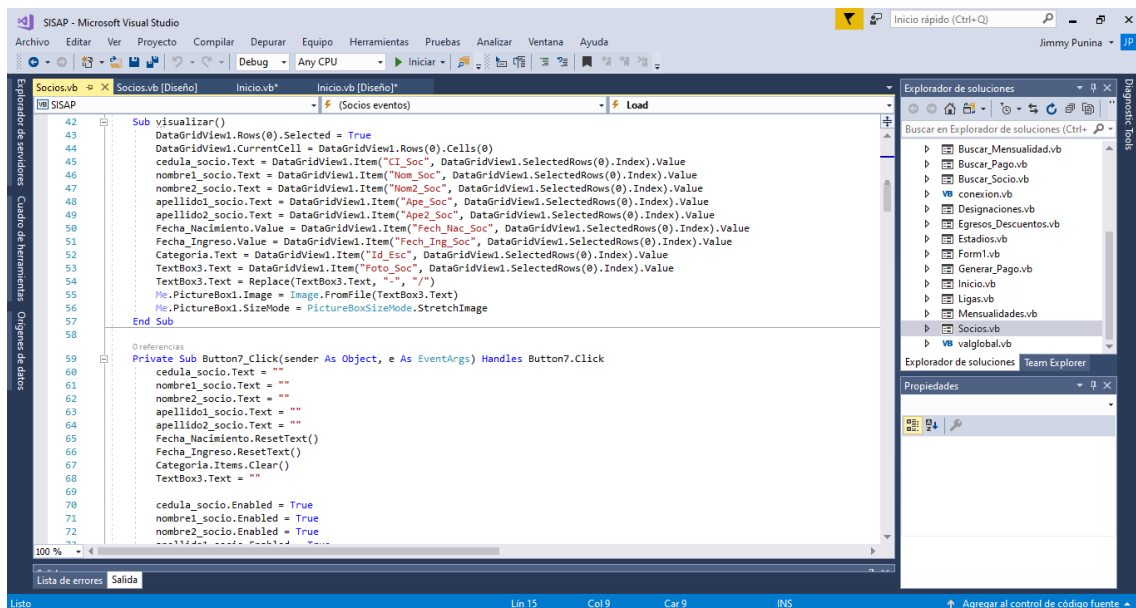 SISAP - Microsoft Visual Studio
Inicio rápido (Ctrl+Q)
Archivo Editar Ver Proyecto Compilar Depurar Equipo Herramientas Pruebas Analizar Ventana Ayuda
Jimmy Punina JP
Debug Any CPU Iniciar
Explorador de servidores
Cuadro de herramientas
Orígenes de datos
Socios.vb Socios.vb [Diseño] Inicio.vb* Inicio.vb [Diseño]*
VB SISAP (Socios eventos) Load
42 Sub visualizar()
43 DataGridView1.Rows(0).Selected = True
44 DataGridView1.CurrentCell = DataGridView1.Rows(0).Cells(0)
45 cedula_socio.Text = DataGridView1.Item("CI_Soc", DataGridView1.SelectedRows(0).Index).Value
46 nombre1_socio.Text = DataGridView1.Item("Nom_Soc", DataGridView1.SelectedRows(0).Index).Value
47 nombre2_socio.Text = DataGridView1.Item("Nom2_Soc", DataGridView1.SelectedRows(0).Index).Value
48 apellido1_socio.Text = DataGridView1.Item("Ape_Soc", DataGridView1.SelectedRows(0).Index).Value
49 apellido2_socio.Text = DataGridView1.Item("Ape2_Soc", DataGridView1.SelectedRows(0).Index).Value
50 Fecha_Nacimiento.Value = DataGridView1.Item("Fech_Nac_Soc", DataGridView1.SelectedRows(0).Index).Value
51 Fecha_Ingreso.Value = DataGridView1.Item("Fech_Ing_Soc", DataGridView1.SelectedRows(0).Index).Value
52 Categoria.Text = DataGridView1.Item("Id_Esc", DataGridView1.SelectedRows(0).Index).Value
53 TextBox3.Text = DataGridView1.Item("Foto_Soc", DataGridView1.SelectedRows(0).Index).Value
54 TextBox3.Text = Replace(TextBox3.Text, "-", "/")
55 Me.PictureBox1.Image = Image.FromFile(TextBox3.Text)
56 Me.PictureBox1.SizeMode = PictureBoxSizeMode.StretchImage
57 End Sub
58
0 referencias
59 Private Sub Button7_Click(sender As Object, e As EventArgs) Handles Button7.Click
60 cedula_socio.Text = ""
61 nombre1_socio.Text = ""
62 nombre2_socio.Text = ""
63 apellido1_socio.Text = ""
64 apellido2_socio.Text = ""
65 Fecha_Nacimiento.ResetText()
66 Fecha_Ingreso.ResetText()
67 Categoria.Items.Clear()
68 TextBox3.Text = ""
69
70 cedula_socio.Enabled = True
71 nombre1_socio.Enabled = True
72 nombre2_socio.Enabled = True
100 %
Lista de errores Salida
Explorador de soluciones
Buscar en Explorador de soluciones (Ctrl+
Buscar_Mensualidad.vb
Buscar_Pago.vb
Buscar_Socio.vb
VB conexion.vb
Designaciones.vb
Egresos_Descuentos.vb
Estadios.vb
Form1.vb
Generar_Pago.vb
Inicio.vb
Ligas.vb
Mensualidades.vb
Socios.vb
VB valglobal.vb
Explorador de soluciones Team Explorer
Propiedades
Diagnostic Tools
Listo Lín 15 Col 9 Car 9 INS Agregar al control de código fuente